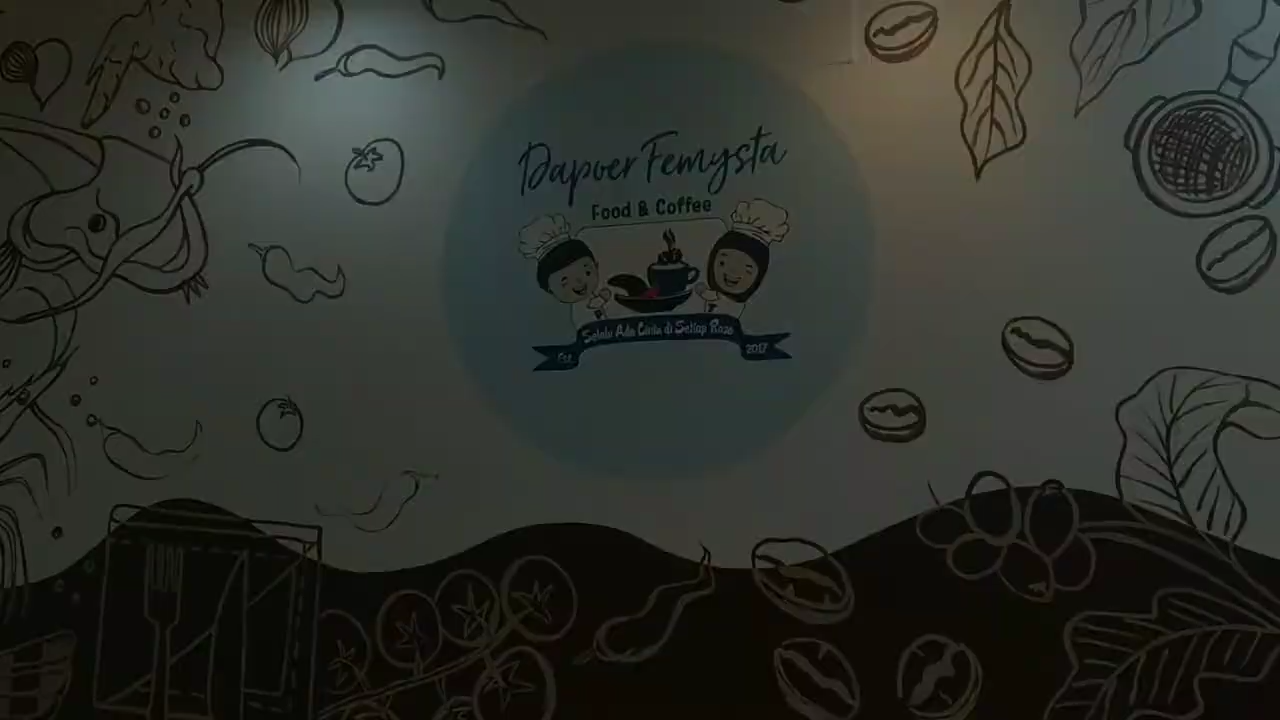 Dapoer Femysta
Food & Coffee
Selalu Ada Cinta di Setiap Rasa
Est 2017